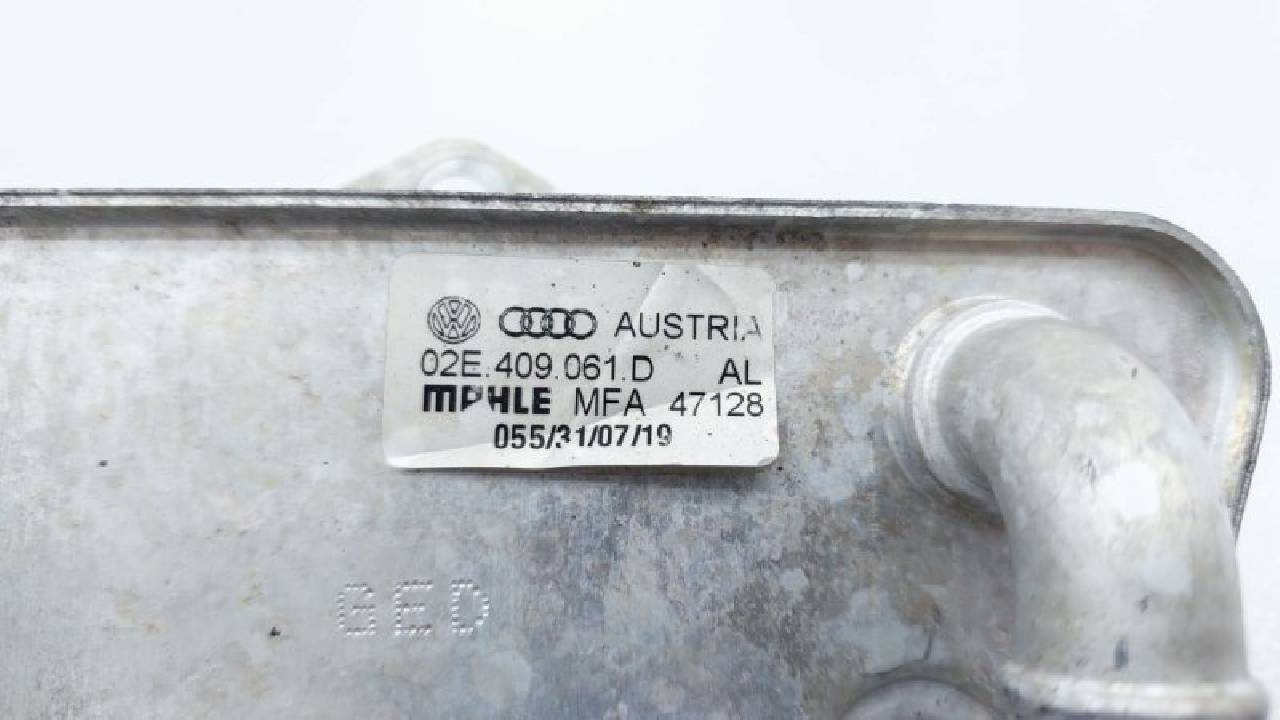 AUSTRIA
02E.409.061.D AL
MAHLE MFA 47128
055/31/07/19
GED